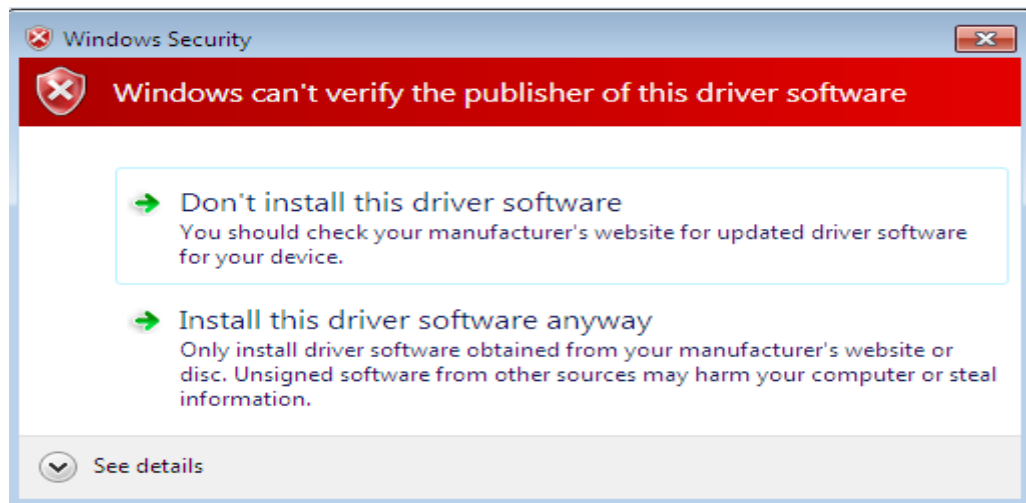 Windows Security
Windows can't verify the publisher of this driver software
Don't install this driver software
You should check your manufacturer's website for updated driver software
for your device.
Install this driver software anyway
Only install driver software obtained from your manufacturer's website or
disc. Unsigned software from other sources may harm your computer or steal
information.
See details